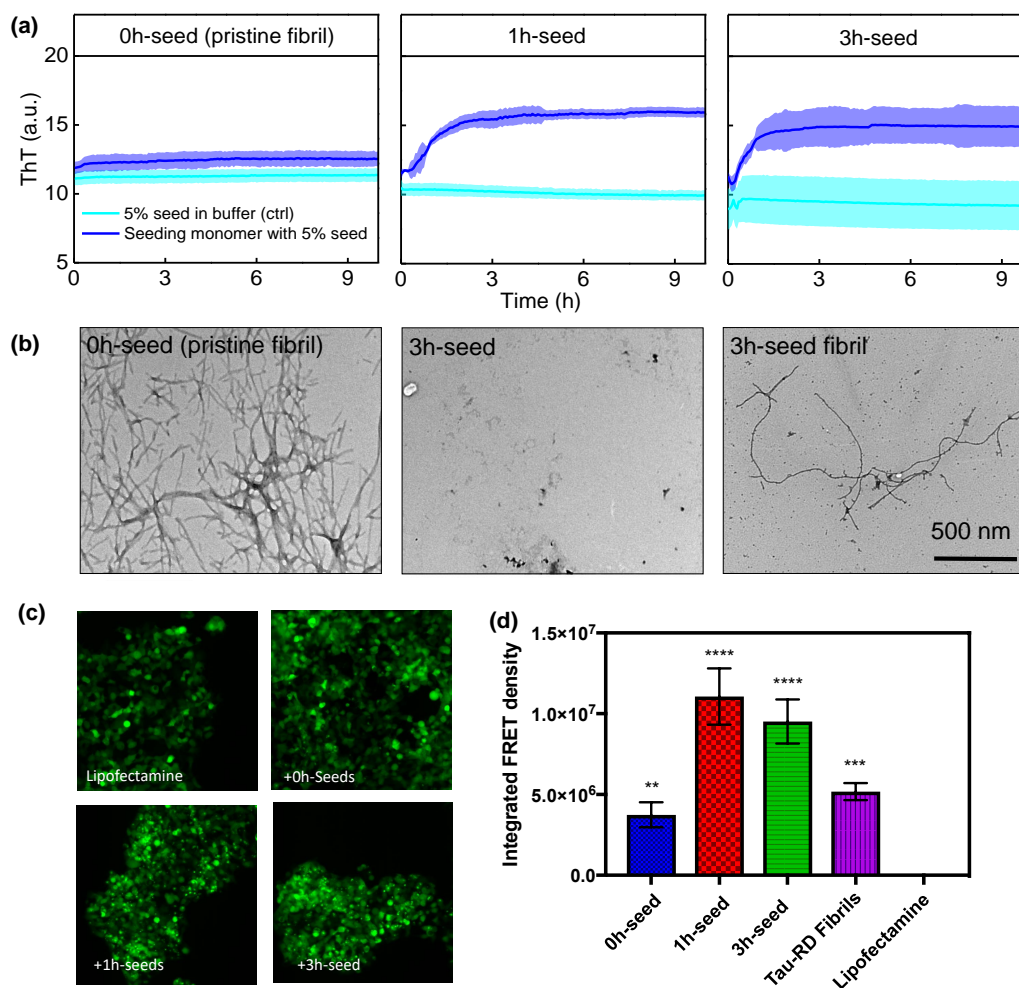 (a)
0h-seed (pristine fibril)
1h-seed
3h-seed
20
15
10
5
ThT (a.u.)
5% seed in buffer (ctrl)
Seeding monomer with 5% seed
0 3 6 9
0 3 6 9
0 3 6 9
Time (h)
(b)
0h-seed (pristine fibril)
3h-seed
3h-seed fibril
500 nm
(c)
Lipofectamine
+0h-Seeds
+1h-seeds
+3h-seed
(d)
Integrated FRET density
1.5×10⁷
1.0×10⁷
5.0×10⁶
0.0
**
****
****
***
0h-seed
1h-seed
3h-seed
Tau-RD Fibrils
Lipofectamine